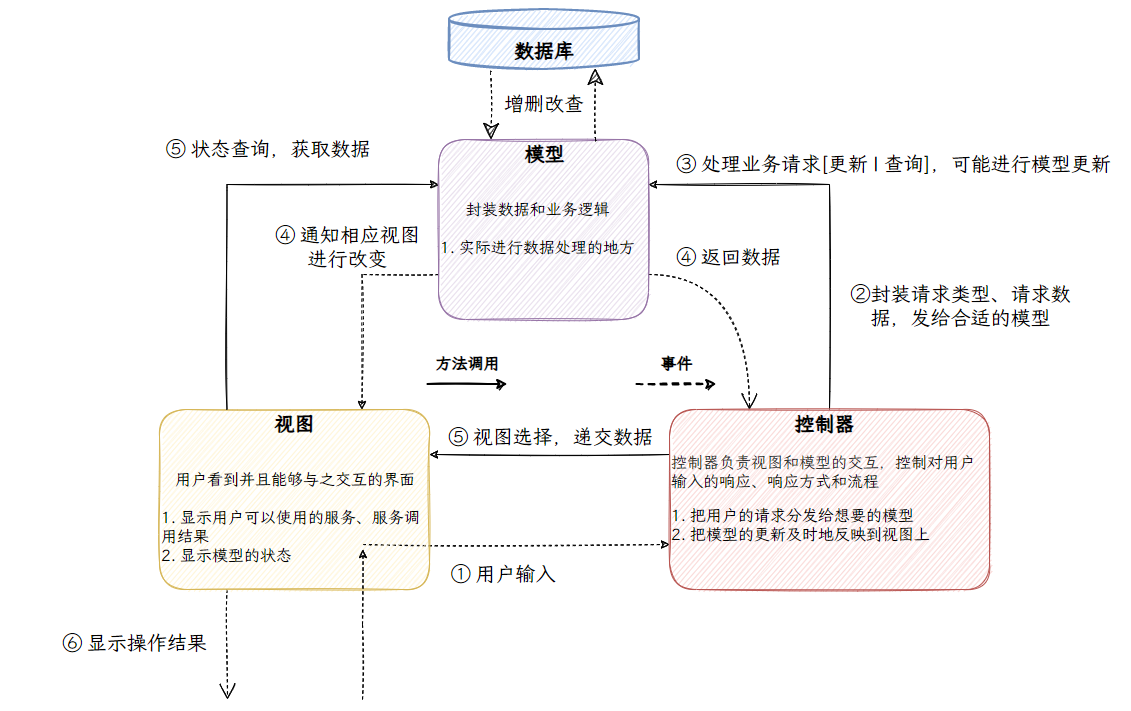 数据库
增删改查
⑤ 状态查询，获取数据
模型
③ 处理业务请求[更新 | 查询]，可能进行模型更新
封装数据和业务逻辑
1. 实际进行数据处理的地方
④ 通知相应视图
进行改变
④ 返回数据
②封装请求类型、请求数
据，发给合适的模型
方法调用
事件
视图
用户看到并且能够与之交互的界面
1. 显示用户可以使用的服务、服务调
用结果
2. 显示模型的状态
⑤ 视图选择，递交数据
控制器
控制器负责视图和模型的交互，控制对用户
输入的响应、响应方式和流程
1. 把用户的请求分发给想要的模型
2. 把模型的更新及时地反映到视图上
① 用户输入
⑥ 显示操作结果